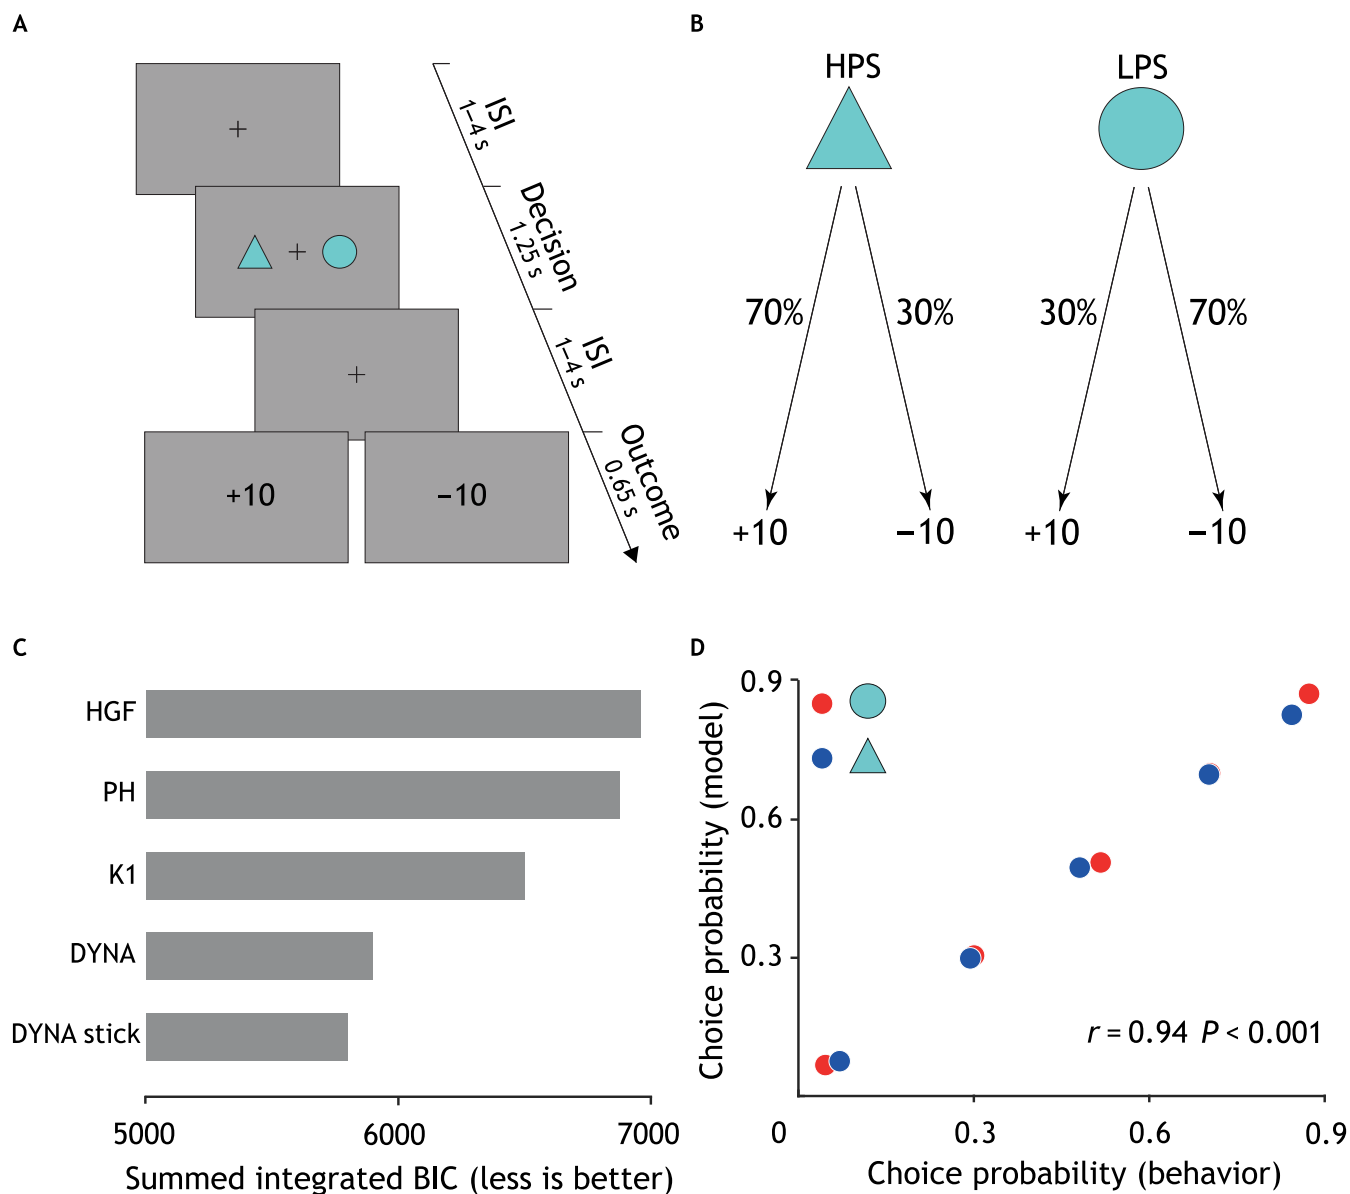 A
ISI
1–4 s
Decision
1.25 s
ISI
1–4 s
Outcome
0.65 s
+
+
+
+10
−10
B
HPS
LPS
70%
30%
30%
70%
+10
−10
+10
−10
C
HGF
PH
K1
DYNA
DYNA stick
5000
6000
7000
Summed integrated BIC (less is better)
D
Choice probability (model)
0.9
0.6
0.3
r = 0.94 P < 0.001
0
0.3
0.6
0.9
Choice probability (behavior)